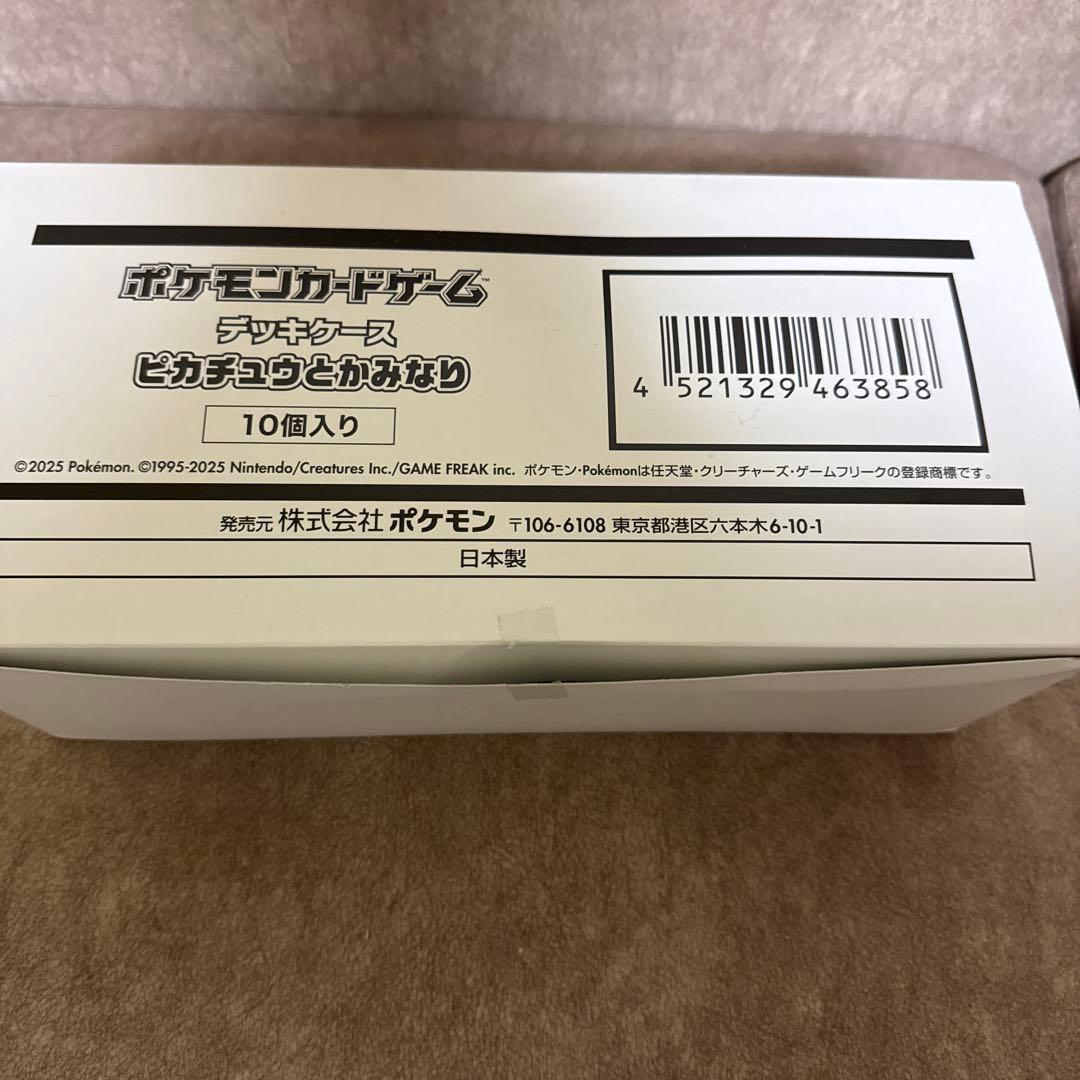 ポケモンカードゲーム™
デッキケース
ピカチュウとかみなり
10個入り
4 521329 463858
©2025 Pokémon. ©1995-2025 Nintendo/Creatures Inc./GAME FREAK inc. ポケモン・Pokémonは任天堂・クリーチャーズ・ゲームフリークの登録商標です。
発売元 株式会社 ポケモン 〒106-6108 東京都港区六本木6-10-1
日本製